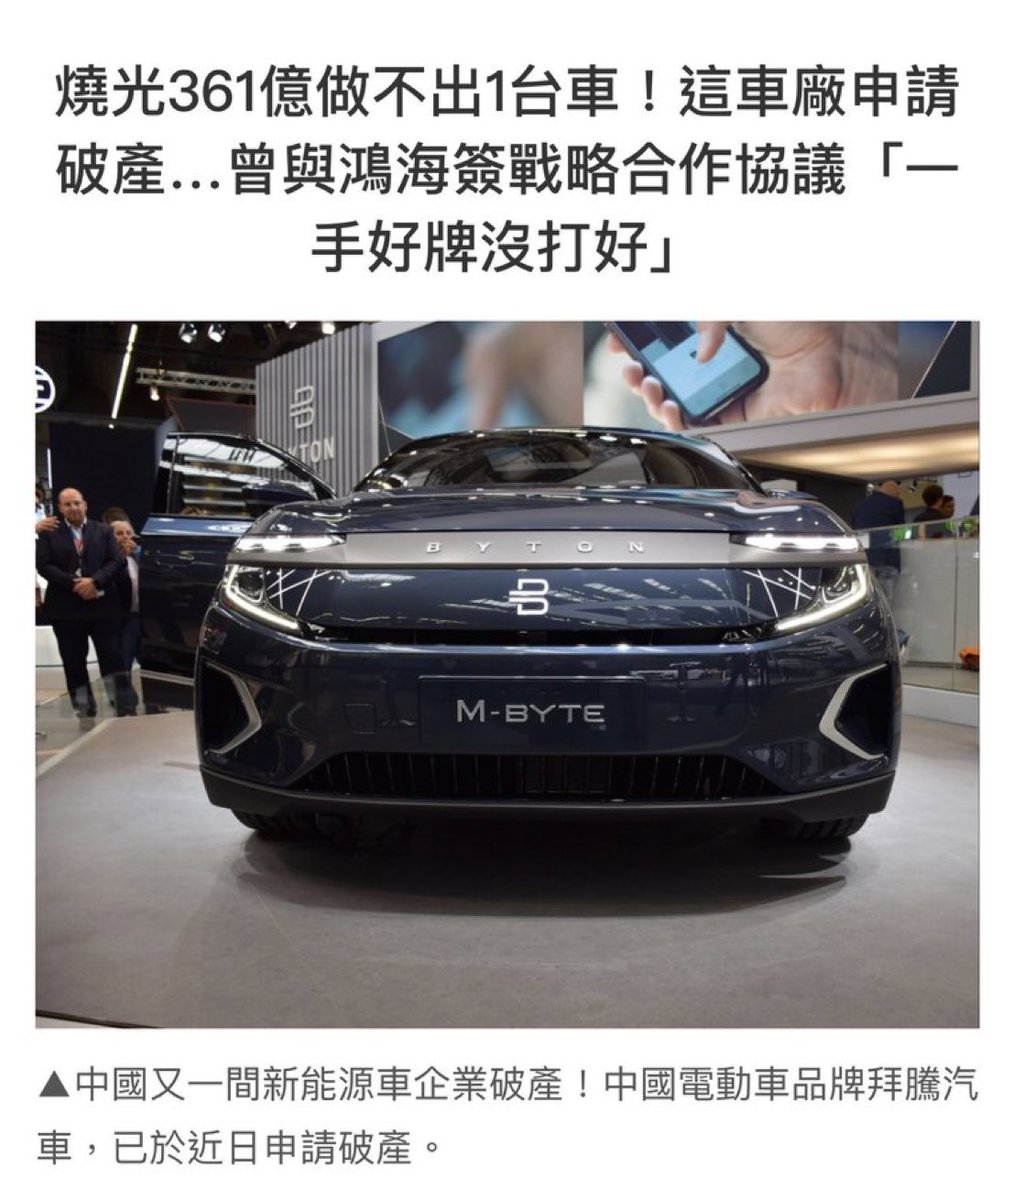 燒光361億做不出1台車！這車廠申請
破產...曾與鴻海簽戰略合作協議「一
手好牌沒打好」
BYTON
BYTON
M-BYTE
▲中國又一間新能源車企業破產！中國電動車品牌拜騰汽
車，已於近日申請破產。